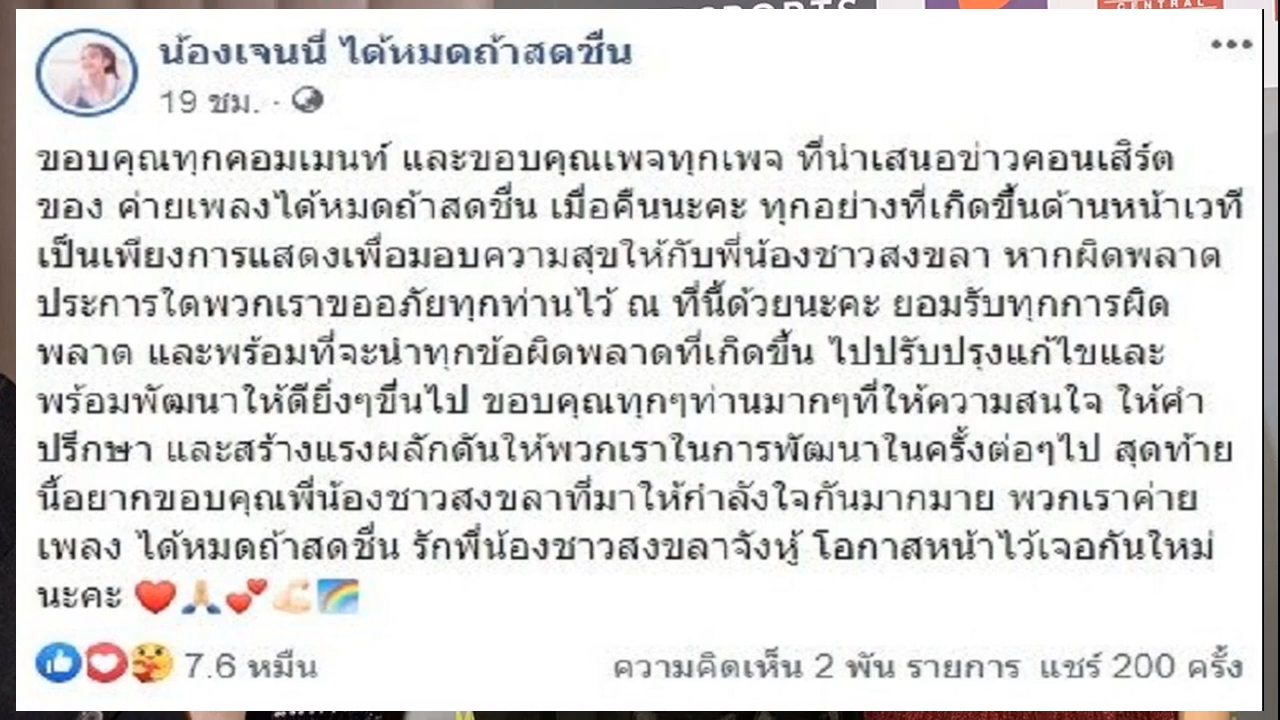 SPORTS
CENTRAL
น้องเจนนี่ ได้หมดถ้าสดชื่น
19 ชม. ·
ขอบคุณทุกคอมเมนท์ และขอบคุณเพจทุกเพจ ที่นำเสนอข่าวคอนเสิร์ต
ของ ค่ายเพลงได้หมดถ้าสดชื่น เมื่อคืนนะคะ ทุกอย่างที่เกิดขึ้นด้านหน้าเวที
เป็นเพียงการแสดงเพื่อมอบความสุขให้กับพี่น้องชาวสงขลา หากผิดพลาด
ประการใดพวกเราขออภัยทุกท่านไว้ ณ ที่นี้ด้วยนะคะ ยอมรับทุกการผิด
พลาด และพร้อมที่จะนำทุกข้อผิดพลาดที่เกิดขึ้น ไปปรับปรุงแก้ไขและ
พร้อมพัฒนาให้ดียิ่งๆขึ้นไป ขอบคุณทุกๆท่านมากๆที่ให้ความสนใจ ให้คำ
ปรึกษา และสร้างแรงผลักดันให้พวกเราในการพัฒนาในครั้งต่อๆไป สุดท้าย
นี้อยากขอบคุณพี่น้องชาวสงขลาที่มาให้กำลังใจกันมากมาย พวกเราค่าย
เพลง ได้หมดถ้าสดชื่น รักพี่น้องชาวสงขลาจังหู้ โอกาสหน้าไว้เจอกันใหม่
นะคะ ❤️🙏🏻💕💪🏻🌈
7.6 หมื่น ความคิดเห็น 2 พัน รายการ แชร์ 200 ครั้ง